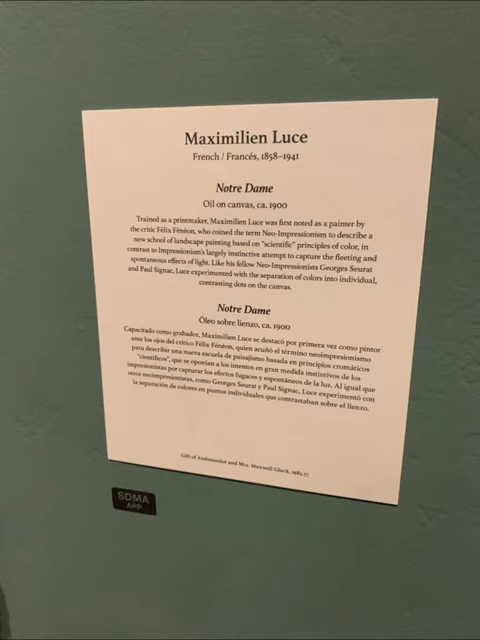 Maximilien Luce
French / Francés, 1858–1941
Notre Dame
Oil on canvas, ca. 1900
Trained as a printmaker, Maximilien Luce was first noted as a painter by
the critic Félix Fénéon, who coined the term Neo-Impressionism to describe a
new school of landscape painting based on "scientific" principles of color, in
contrast to Impressionism's largely instinctive attempt to capture the fleeting and
spontaneous effects of light. Like his fellow Neo-Impressionists Georges Seurat
and Paul Signac, Luce experimented with the separation of colors into individual,
contrasting dots on the canvas.
Notre Dame
Óleo sobre lienzo, ca. 1900
Capacitado como grabador, Maximilien Luce se destacó por primera vez como pintor
ante los ojos del crítico Félix Fénéon, quien acuñó el término neoimpresionismo
para describir una nueva escuela de paisajismo basada en principios cromáticos
"científicos", que se oponían a los intentos en gran medida instintivos de los
impresionistas por capturar los efectos fugaces y espontáneos de la luz. Al igual que
otros neoimpresionistas, como Georges Seurat y Paul Signac, Luce experimentó con
la separación de colores en puntos individuales que contrastaban sobre el lienzo.
Gift of Ambassador and Mrs. Maxwell Gluck, 1985.77
SDMA
APP